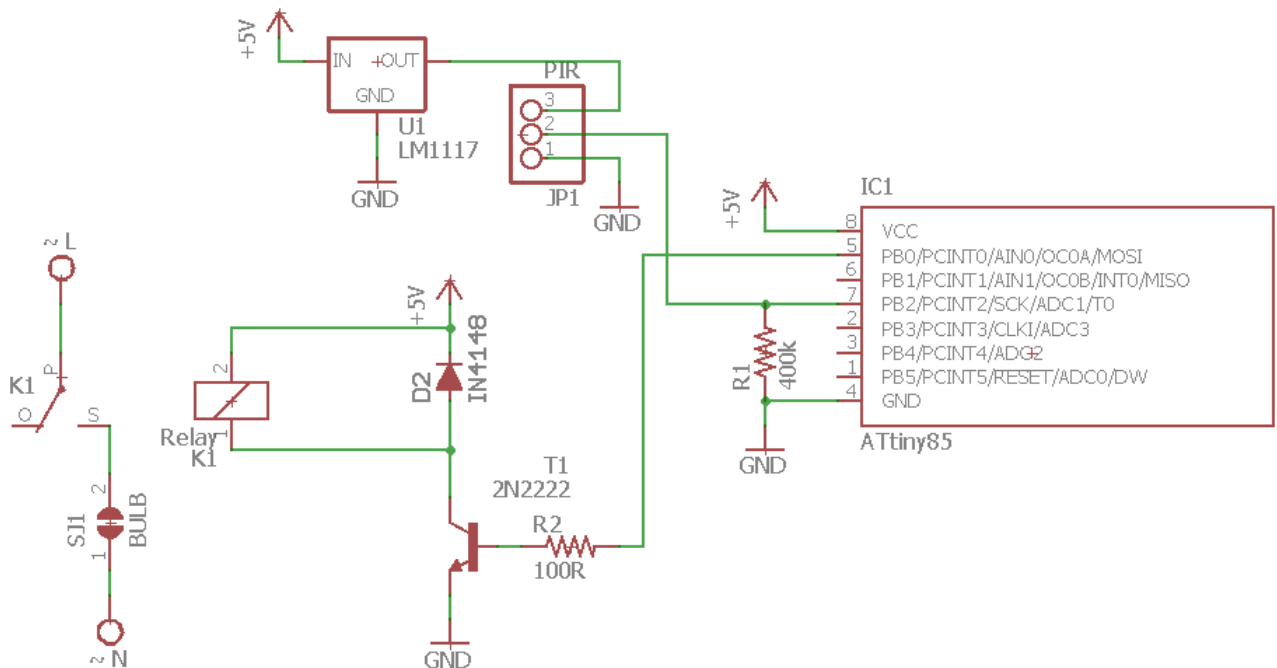 +5V
IN +OUT
GND
U1
LM1117
GND
PIR
3
2
1
JP1
GND
IC1
+5V
8 VCC
5 PB0/PCINT0/AIN0/OC0A/MOSI
6 PB1/PCINT1/AIN1/OC0B/INT0/MISO
7 PB2/PCINT2/SCK/ADC1/T0
2 PB3/PCINT3/CLKI/ADC3
3 PB4/PCINT4/ADC2
1 PB5/PCINT5/RESET/ADC0/DW
4 GND
ATtiny85
R1
400k
GND
~ L
P
K1
O
S
2
SJ1
BULB
1
~ N
+5V
2
1
Relay
K1
D2
IN4148
T1
2N2222
R2
100R
GND